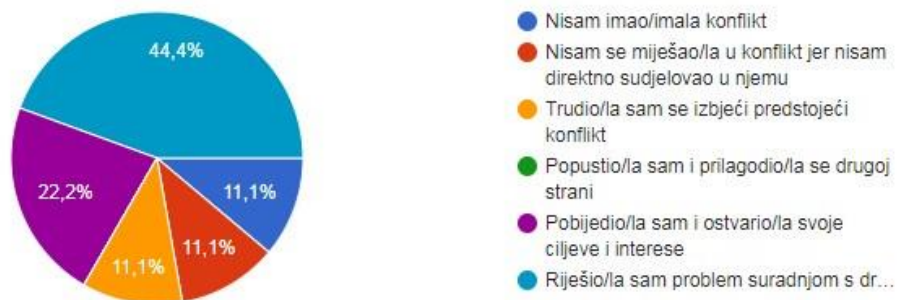 44,4%
22,2%
11,1%
11,1%
11,1%
Nisam imao/imala konflikt
Nisam se miješao/la u konflikt jer nisam
direktno sudjelovao u njemu
Trudio/la sam se izbjeći predstojeći
konflikt
Popustio/la sam i prilagodio/la se drugoj
strani
Pobijedio/la sam i ostvario/la svoje
ciljeve i interese
Riješio/la sam problem suradnjom s dr...